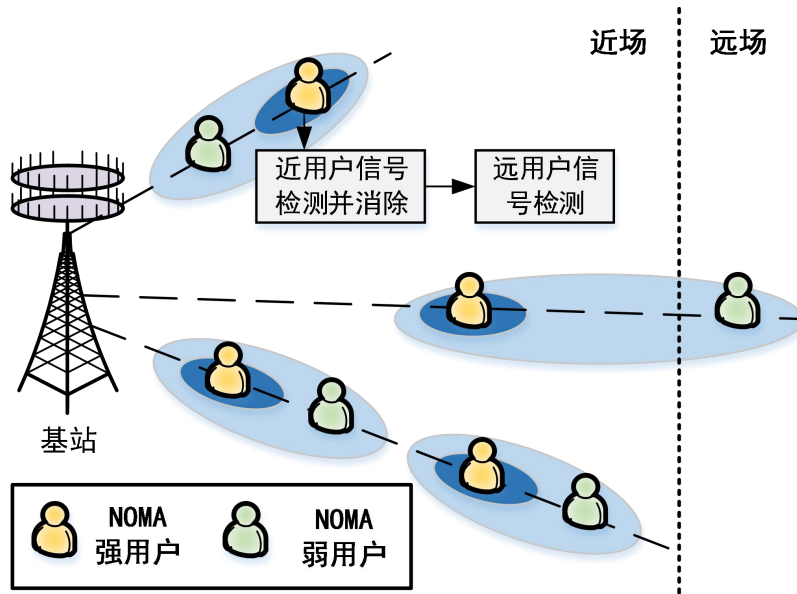 近场
远场
近用户信号
检测并消除
远用户信
号检测
基站
NOMA
强用户
NOMA
弱用户